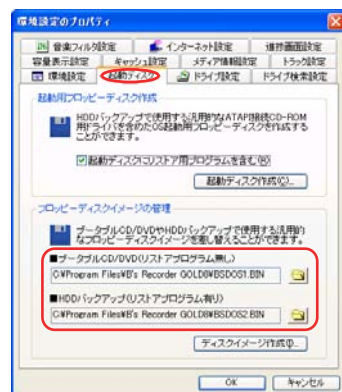 環境設定のプロパティ
音楽フィルタ設定 インターネット設定 進捗画面設定
容量表示設定 キャッシュ設定 メディア情報設定 トラック設定
環境設定 起動ディスク ドライブ設定 ドライブ検索設定
起動用フロッピーディスク作成
HDDバックアップで使用する汎用的なATAPI接続CD-ROM
用ドライバを含めたOS起動用フロッピーディスクを作成する
ことができます。
起動ディスクにリストア用プログラムを含む(R)
起動ディスク作成(C)...
フロッピーディスクイメージの管理
ブータブルCD/DVDやHDDバックアップで使用する汎用的
なフロッピーディスクイメージを差し替えることができます。
■ブータブルCD/DVD(リストアプログラム無し)
C:¥Program Files¥B's Recorder GOLD8¥BSDOS1.BIN
■HDDバックアップ(リストアプログラム有り)
C:¥Program Files¥B's Recorder GOLD8¥BSDOS2.BIN
ディスクイメージ作成(I)...
OK キャンセル